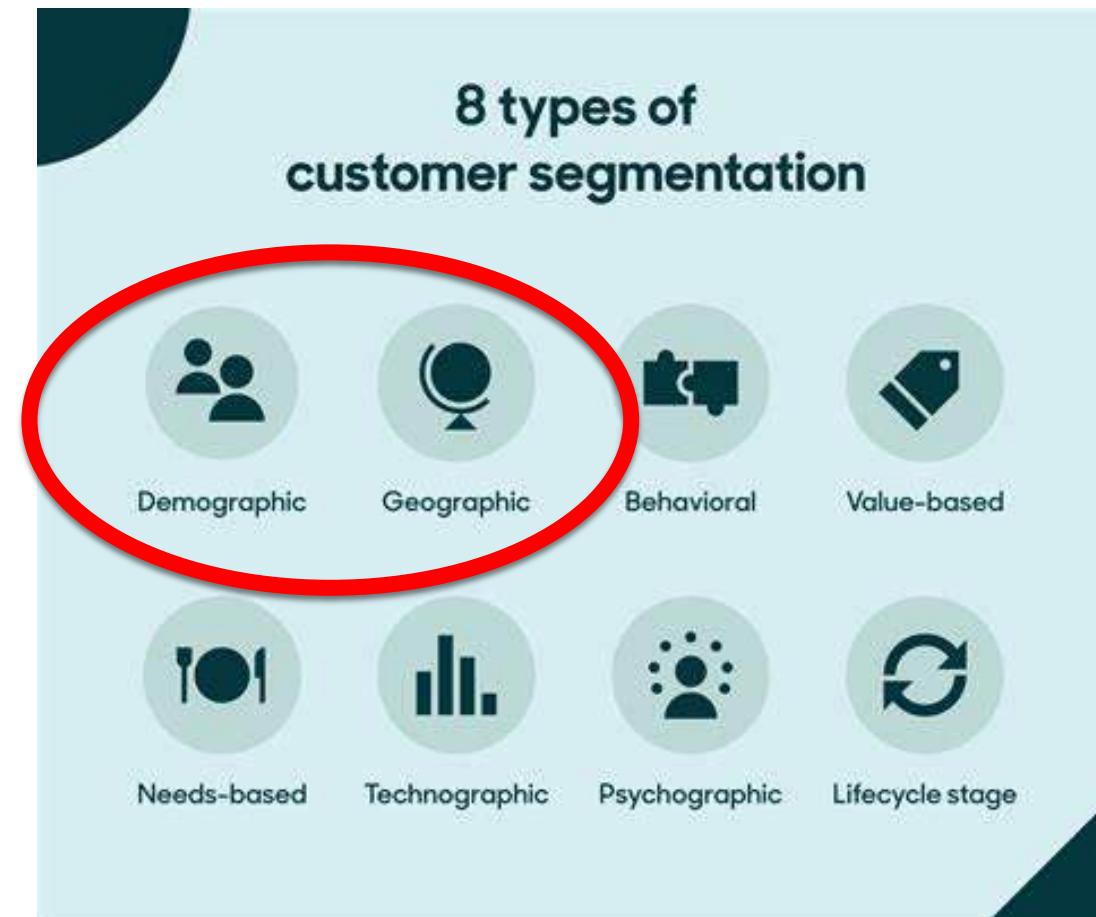 8 types of
customer segmentation
Demographic
Geographic
Behavioral
Value-based
Needs-based
Technographic
Psychographic
Lifecycle stage